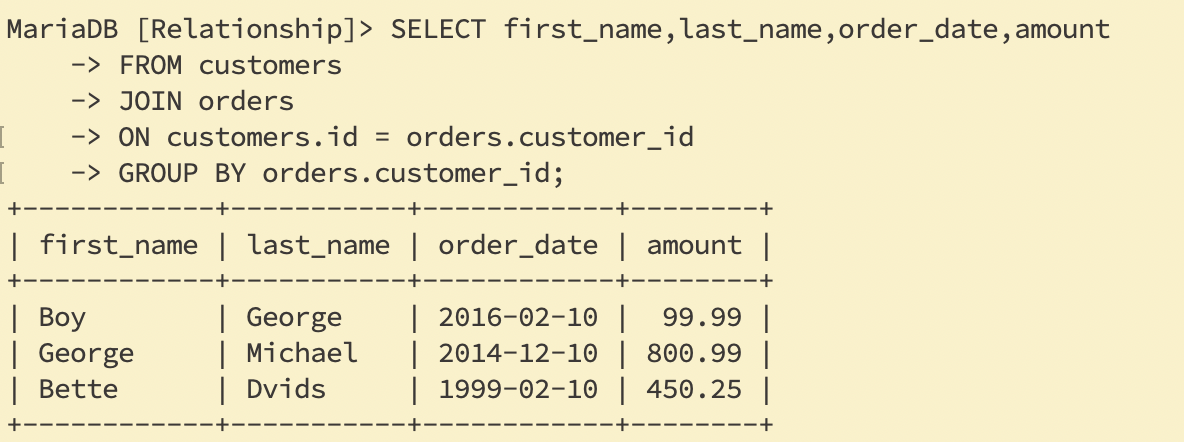 MariaDB [Relationship]> SELECT first_name,last_name,order_date,amount
    -> FROM customers
    -> JOIN orders
    -> ON customers.id = orders.customer_id
    -> GROUP BY orders.customer_id;
+------------+-----------+------------+--------+
| first_name | last_name | order_date | amount |
+------------+-----------+------------+--------+
| Boy        | George    | 2016-02-10 |  99.99 |
| George     | Michael   | 2014-12-10 | 800.99 |
| Bette      | Dvids     | 1999-02-10 | 450.25 |
+------------+-----------+------------+--------+